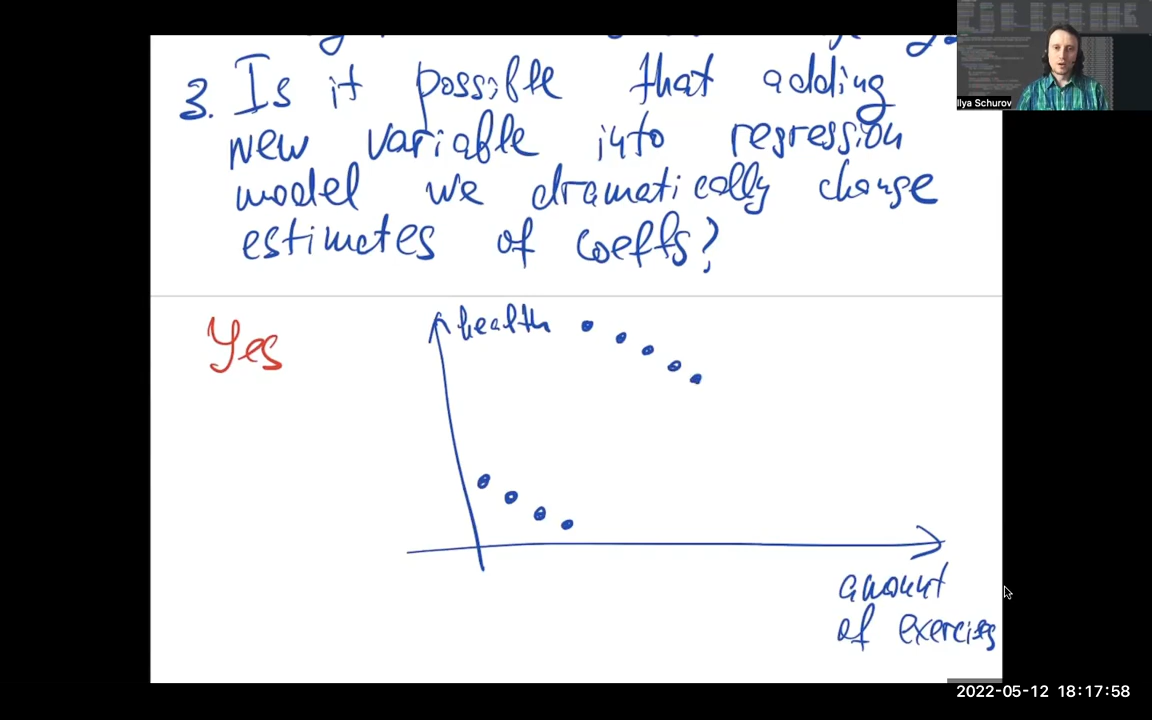 3. Is it possible that adding
new variable into regression
model we dramatically change
estimates of coeffs?
Yes
health
amount
of exercises
Ilya Schurov
2022-05-12 18:17:58